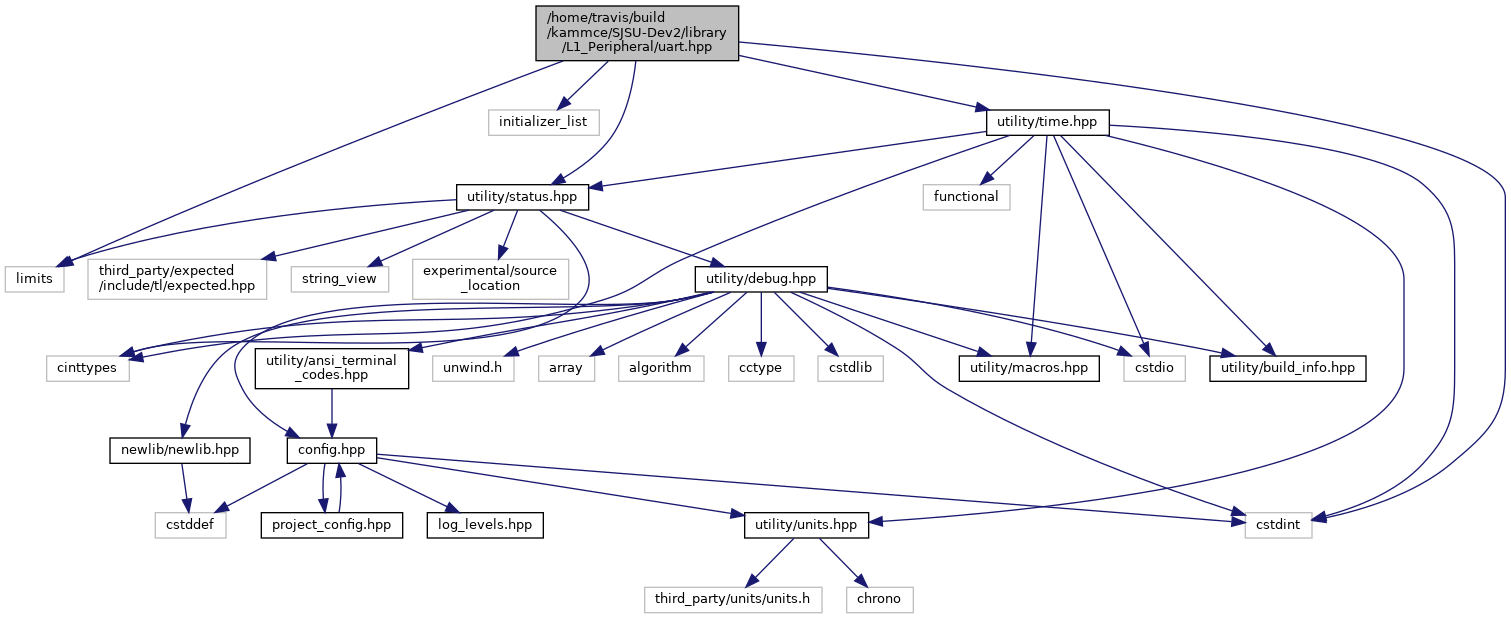 /home/travis/build
/kammce/SJSU-Dev2/library
/L1_Peripheral/uart.hpp
initializer_list
utility/time.hpp
utility/status.hpp
functional
limits
third_party/expected
/include/tl/expected.hpp
string_view
experimental/source
_location
utility/debug.hpp
cinttypes
utility/ansi_terminal
_codes.hpp
unwind.h
array
algorithm
cctype
cstdlib
utility/macros.hpp
cstdio
utility/build_info.hpp
newlib/newlib.hpp
config.hpp
cstddef
project_config.hpp
log_levels.hpp
utility/units.hpp
cstdint
third_party/units/units.h
chrono